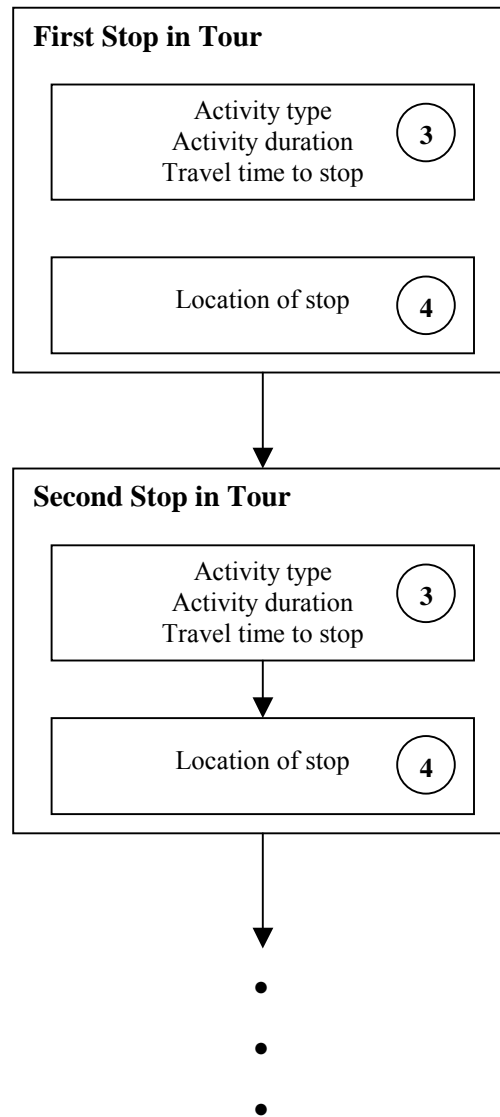 First Stop in Tour
Activity type
Activity duration
Travel time to stop
3
Location of stop
4
Second Stop in Tour
Activity type
Activity duration
Travel time to stop
3
Location of stop
4